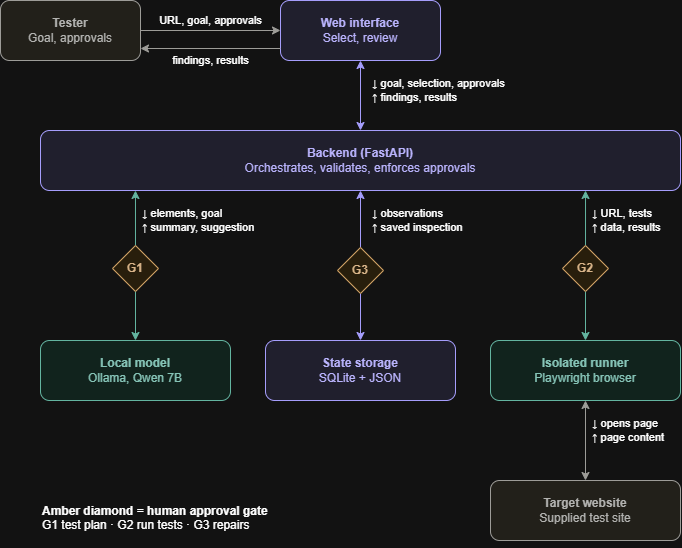 Tester
Goal, approvals
URL, goal, approvals
findings, results
Web interface
Select, review
↓ goal, selection, approvals
↑ findings, results
Backend (FastAPI)
Orchestrates, validates, enforces approvals
↓ elements, goal
↑ summary, suggestion
↓ observations
↑ saved inspection
↓ URL, tests
↑ data, results
G1
G3
G2
Local model
Ollama, Qwen 7B
State storage
SQLite + JSON
Isolated runner
Playwright browser
↓ opens page
↑ page content
Target website
Supplied test site
Amber diamond = human approval gate
G1 test plan · G2 run tests · G3 repairs